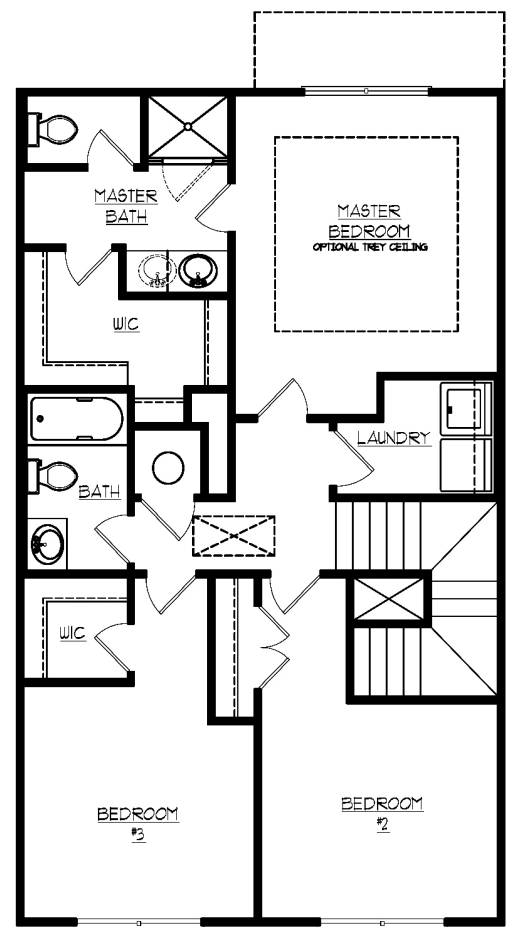 MASTER
BATH
MASTER
BEDROOM
OPTIONAL TREY CEILING
WIC
LAUNDRY
BATH
WIC
BEDROOM
#3
BEDROOM
#2